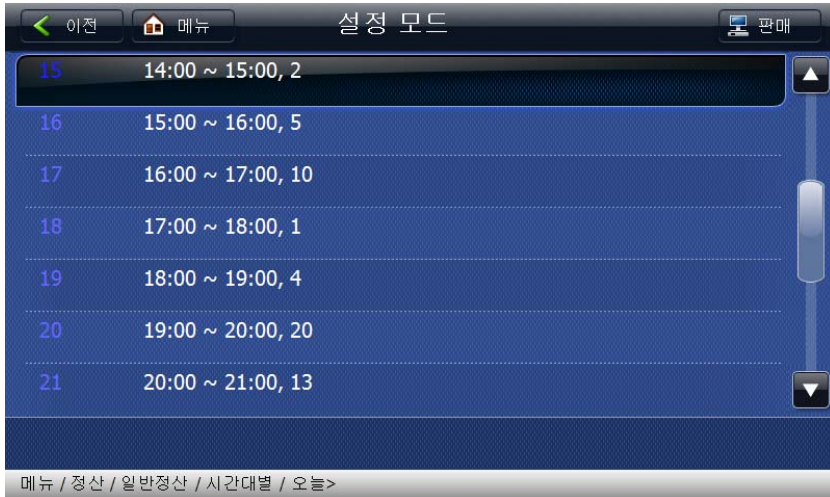 이전 메뉴 설정 모드 판매
15 14:00 ~ 15:00, 2
16 15:00 ~ 16:00, 5
17 16:00 ~ 17:00, 10
18 17:00 ~ 18:00, 1
19 18:00 ~ 19:00, 4
20 19:00 ~ 20:00, 20
21 20:00 ~ 21:00, 13
메뉴 / 정산 / 일반정산 / 시간대별 / 오늘>